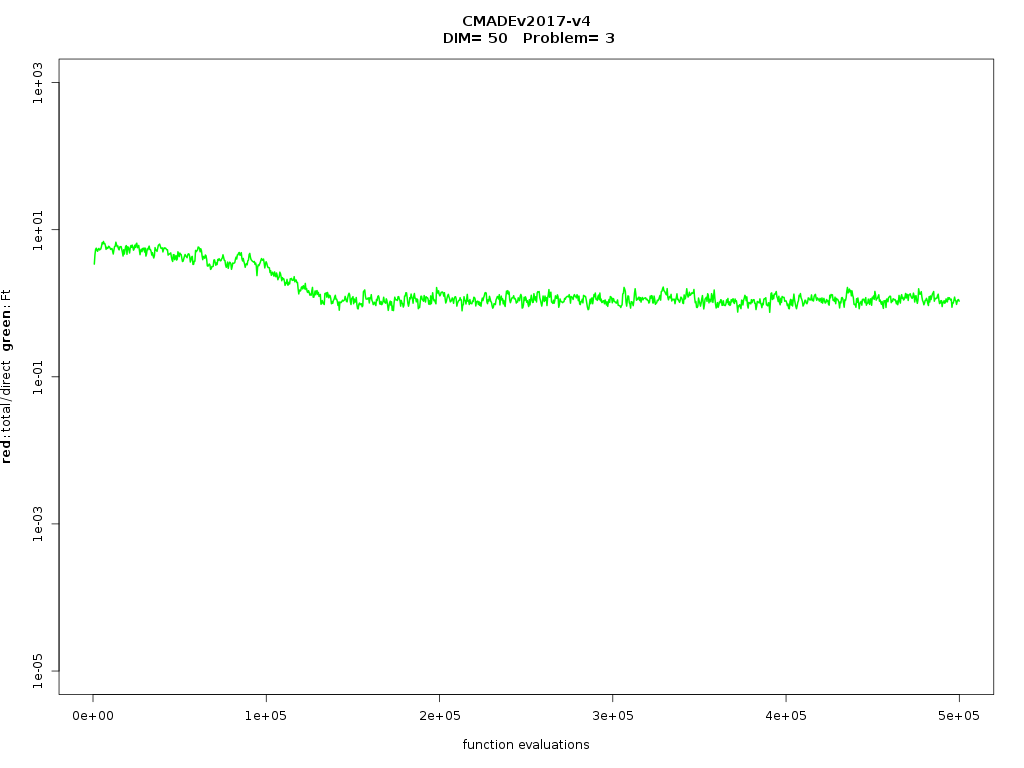 CMADEv2017-v4
DIM= 50 Problem= 3
1e+03
1e+01
1e-01
1e-03
1e-05
red:total/direct green: Ft
0e+00
1e+05
2e+05
3e+05
4e+05
5e+05
function evaluations